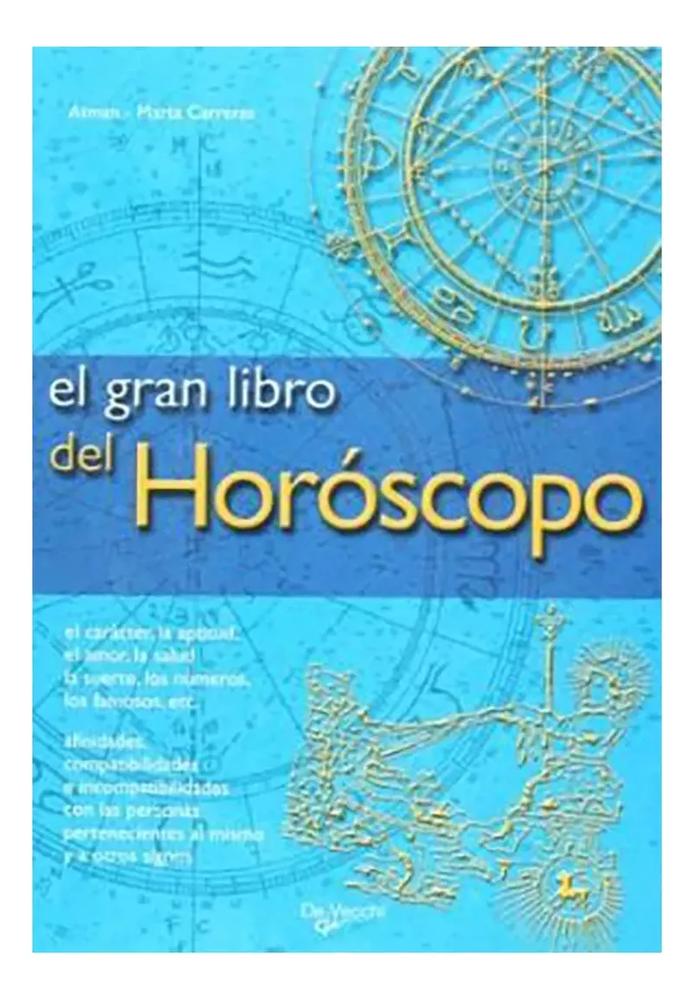 Atman - Marta Carreras
el gran libro
del Horóscopo
el carácter, la aptitud,
el amor, la salud
la suerte, los números,
los famosos, etc.
afinidades,
compatibilidades
e incompatibilidades
con las personas
pertenecientes al mismo
y a otros signos
De Vecchi